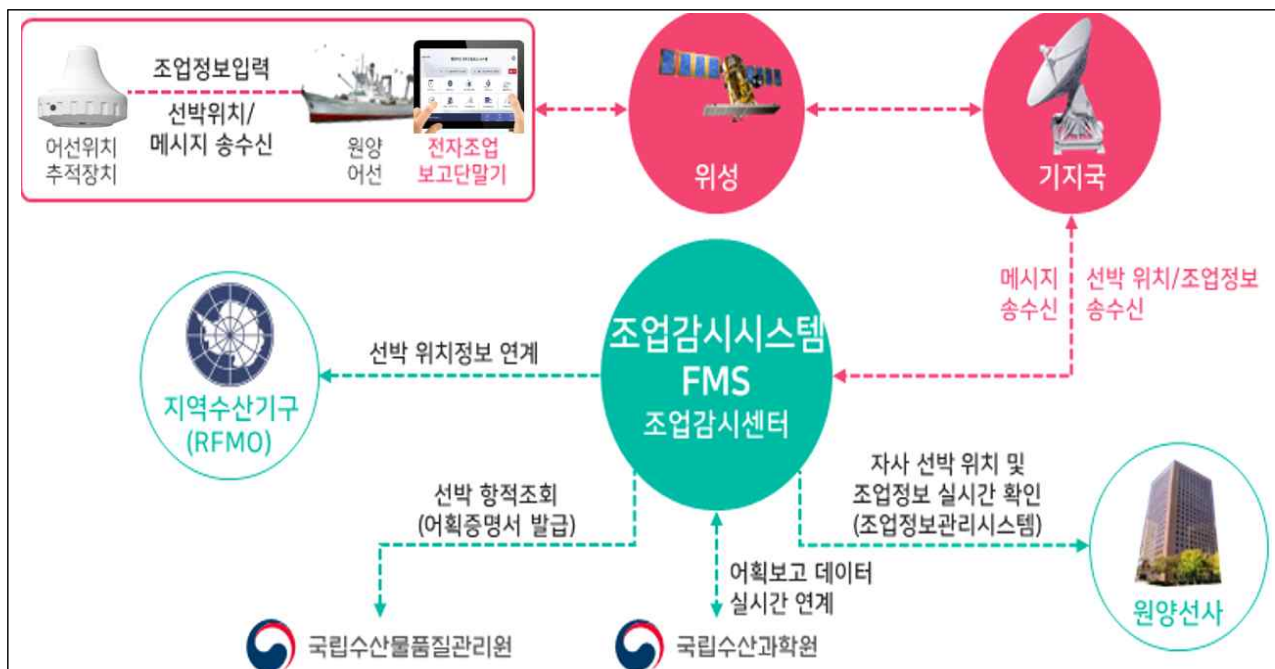 조업정보입력
선박위치/
메시지 송수신
어선위치
추적장치
원양
어선
전자조업
보고단말기
위성
기지국
메시지
송수신
선박 위치/조업정보
송수신
조업감시시스템
FMS
조업감시센터
선박 위치정보 연계
지역수산기구
(RFMO)
선박 항적조회
(어획증명서 발급)
자사 선박 위치 및
조업정보 실시간 확인
(조업정보관리시스템)
어획보고 데이터
실시간 연계
원양선사
국립수산물품질관리원
국립수산과학원